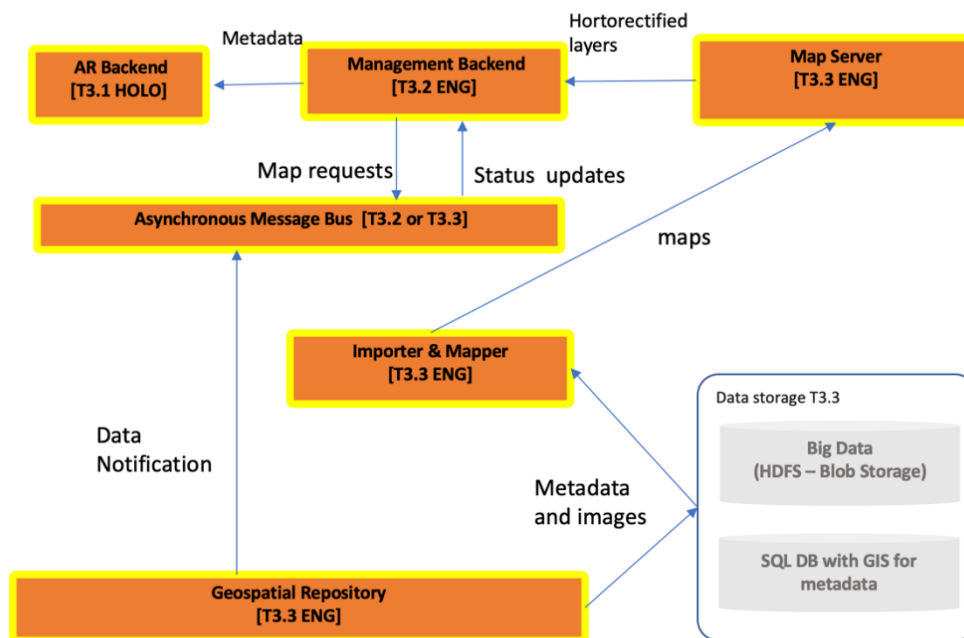 Metadata
Hortorectified
layers
AR Backend
[T3.1 HOLO]
Management Backend
[T3.2 ENG]
Map Server
[T3.3 ENG]
Map requests
Status updates
Asynchronous Message Bus [T3.2 or T3.3]
maps
Importer & Mapper
[T3.3 ENG]
Data
Notification
Metadata
and images
Data storage T3.3
Big Data
(HDFS – Blob Storage)
SQL DB with GIS for
metadata
Geospatial Repository
[T3.3 ENG]